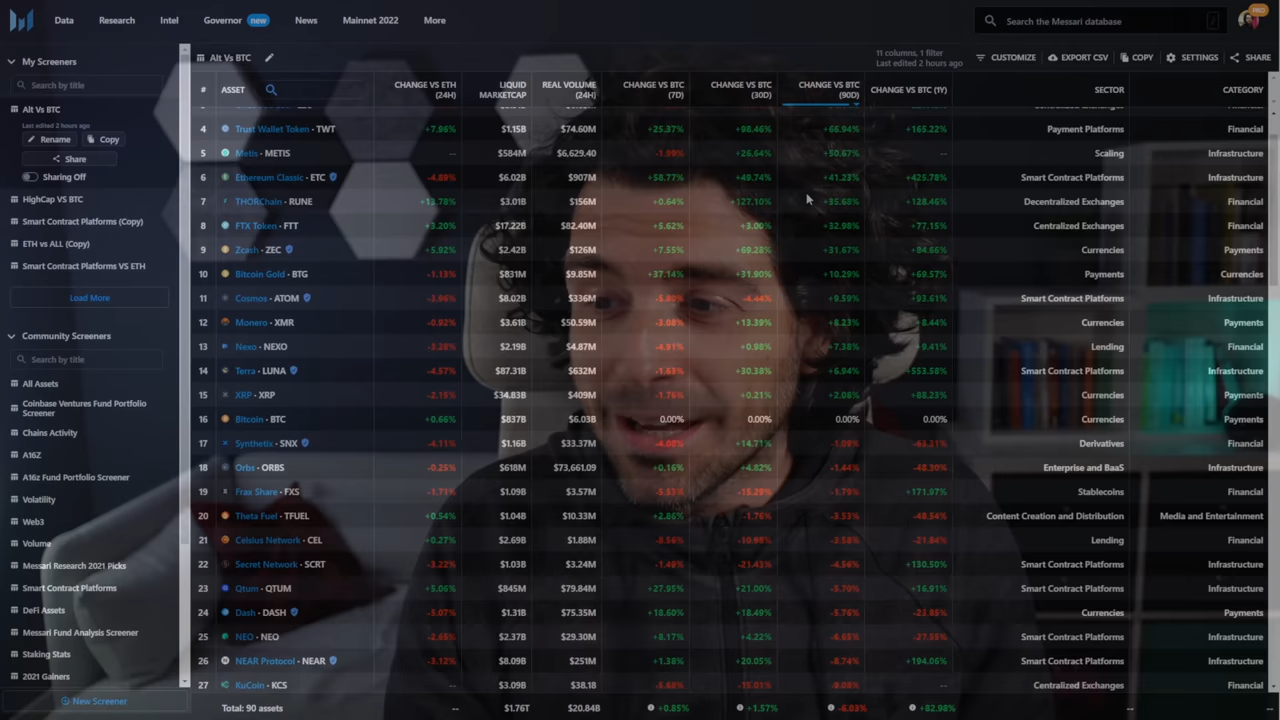 Data Research Intel Governor new News Mainnet 2022 More Search the Messari database / PRO
My Screeners
Search by title
Alt Vs BTC
Last edited 2 hours ago
Rename Copy
Share
Sharing Off
HighCap VS BTC
Smart Contract Platforms (Copy)
ETH vs ALL (Copy)
Smart Contract Platforms VS ETH
Load More
Community Screeners
Search by title
All Assets
Coinbase Ventures Fund Portfolio
Screener
Chains Activity
A16Z
A16z Fund Portfolio Screener
Volatility
Web3
Volume
Messari Research 2021 Picks
Smart Contract Platforms
DeFi Assets
Messari Fund Analysis Screener
Staking Stats
2021 Gainers
New Screener
Alt Vs BTC
11 columns, 1 filter
Last edited 2 hours ago
CUSTOMIZE EXPORT CSV COPY SETTINGS SHARE
# ASSET CHANGE VS ETH (24H) LIQUID MARKETCAP REAL VOLUME (24H) CHANGE VS BTC (7D) CHANGE VS BTC (30D) CHANGE VS BTC (90D) CHANGE VS BTC (1Y) SECTOR CATEGORY
4 Trust Wallet Token - TWT +7.96% $1.15B $74.60M +25.37% +98.46% +66.94% +165.22% Payment Platforms Financial
5 Metis - METIS -- $584M $6,629.40 -1.99% +26.64% +50.67% -- Scaling Infrastructure
6 Ethereum Classic - ETC -4.89% $6.02B $907M +58.77% +49.74% +41.23% +425.78% Smart Contract Platforms Infrastructure
7 THORChain - RUNE +13.78% $3.01B $156M +0.64% +127.10% +35.68% +128.46% Decentralized Exchanges Financial
8 FTX Token - FTT +3.20% $17.22B $82.40M +5.62% +3.00% +32.98% +77.15% Centralized Exchanges Financial
9 Zcash - ZEC +5.92% $2.42B $126M +7.55% +69.28% +31.67% +84.66% Currencies Payments
10 Bitcoin Gold - BTG -1.13% $831M $9.85M +37.14% +31.90% +10.29% +69.57% Payments Currencies
11 Cosmos - ATOM -3.96% $8.02B $336M -5.80% -4.44% +9.59% +93.61% Smart Contract Platforms Infrastructure
12 Monero - XMR -0.92% $3.61B $50.59M -3.08% +13.39% +8.23% +8.44% Currencies Payments
13 Nexo - NEXO -3.28% $2.19B $4.87M -4.91% +0.98% +7.38% +9.41% Lending Financial
14 Terra - LUNA -4.57% $87.31B $632M -1.63% +30.38% +6.94% +553.58% Smart Contract Platforms Infrastructure
15 XRP - XRP -2.15% $34.83B $409M -1.76% +0.21% +2.08% +88.23% Currencies Payments
16 Bitcoin - BTC +0.66% $837B $6.03B 0.00% 0.00% 0.00% 0.00% Currencies Payments
17 Synthetix - SNX -4.11% $1.16B $33.37M -4.08% +14.71% -1.09% -63.31% Derivatives Financial
18 Orbs - ORBS -0.25% $618M $73,661.09 +0.16% +4.82% -1.44% -48.30% Enterprise and BaaS Infrastructure
19 Frax Share - FXS -1.71% $1.09B $3.57M -5.53% -15.29% -1.79% +171.97% Stablecoins Financial
20 Theta Fuel - TFUEL +0.54% $1.04B $10.33M +2.86% -1.76% -3.53% -48.54% Content Creation and Distribution Media and Entertainment
21 Celsius Network - CEL +0.27% $2.69B $1.88M -3.56% -10.98% -3.58% -21.84% Lending Financial
22 Secret Network - SCRT -3.22% $1.03B $3.24M -1.49% -21.43% -4.56% +130.50% Smart Contract Platforms Infrastructure
23 Qtum - QTUM +5.06% $845M $79.84M +27.95% +21.00% -5.70% +16.91% Smart Contract Platforms Infrastructure
24 Dash - DASH -5.07% $1.31B $75.35M +18.60% +18.49% -5.76% -23.85% Currencies Payments
25 NEO - NEO -2.65% $2.37B $29.30M +8.17% +4.22% -6.65% -27.55% Smart Contract Platforms Infrastructure
26 NEAR Protocol - NEAR -3.12% $8.09B $251M +1.38% +20.05% -8.74% +194.06% Smart Contract Platforms Infrastructure
27 KuCoin - KCS -- $3.09B $38.18 -5.68% -15.01% -9.08% -- Centralized Exchanges Financial
Total: 90 assets -- $1.76T $20.84B +0.85% +1.57% -6.03% +82.98% -- --